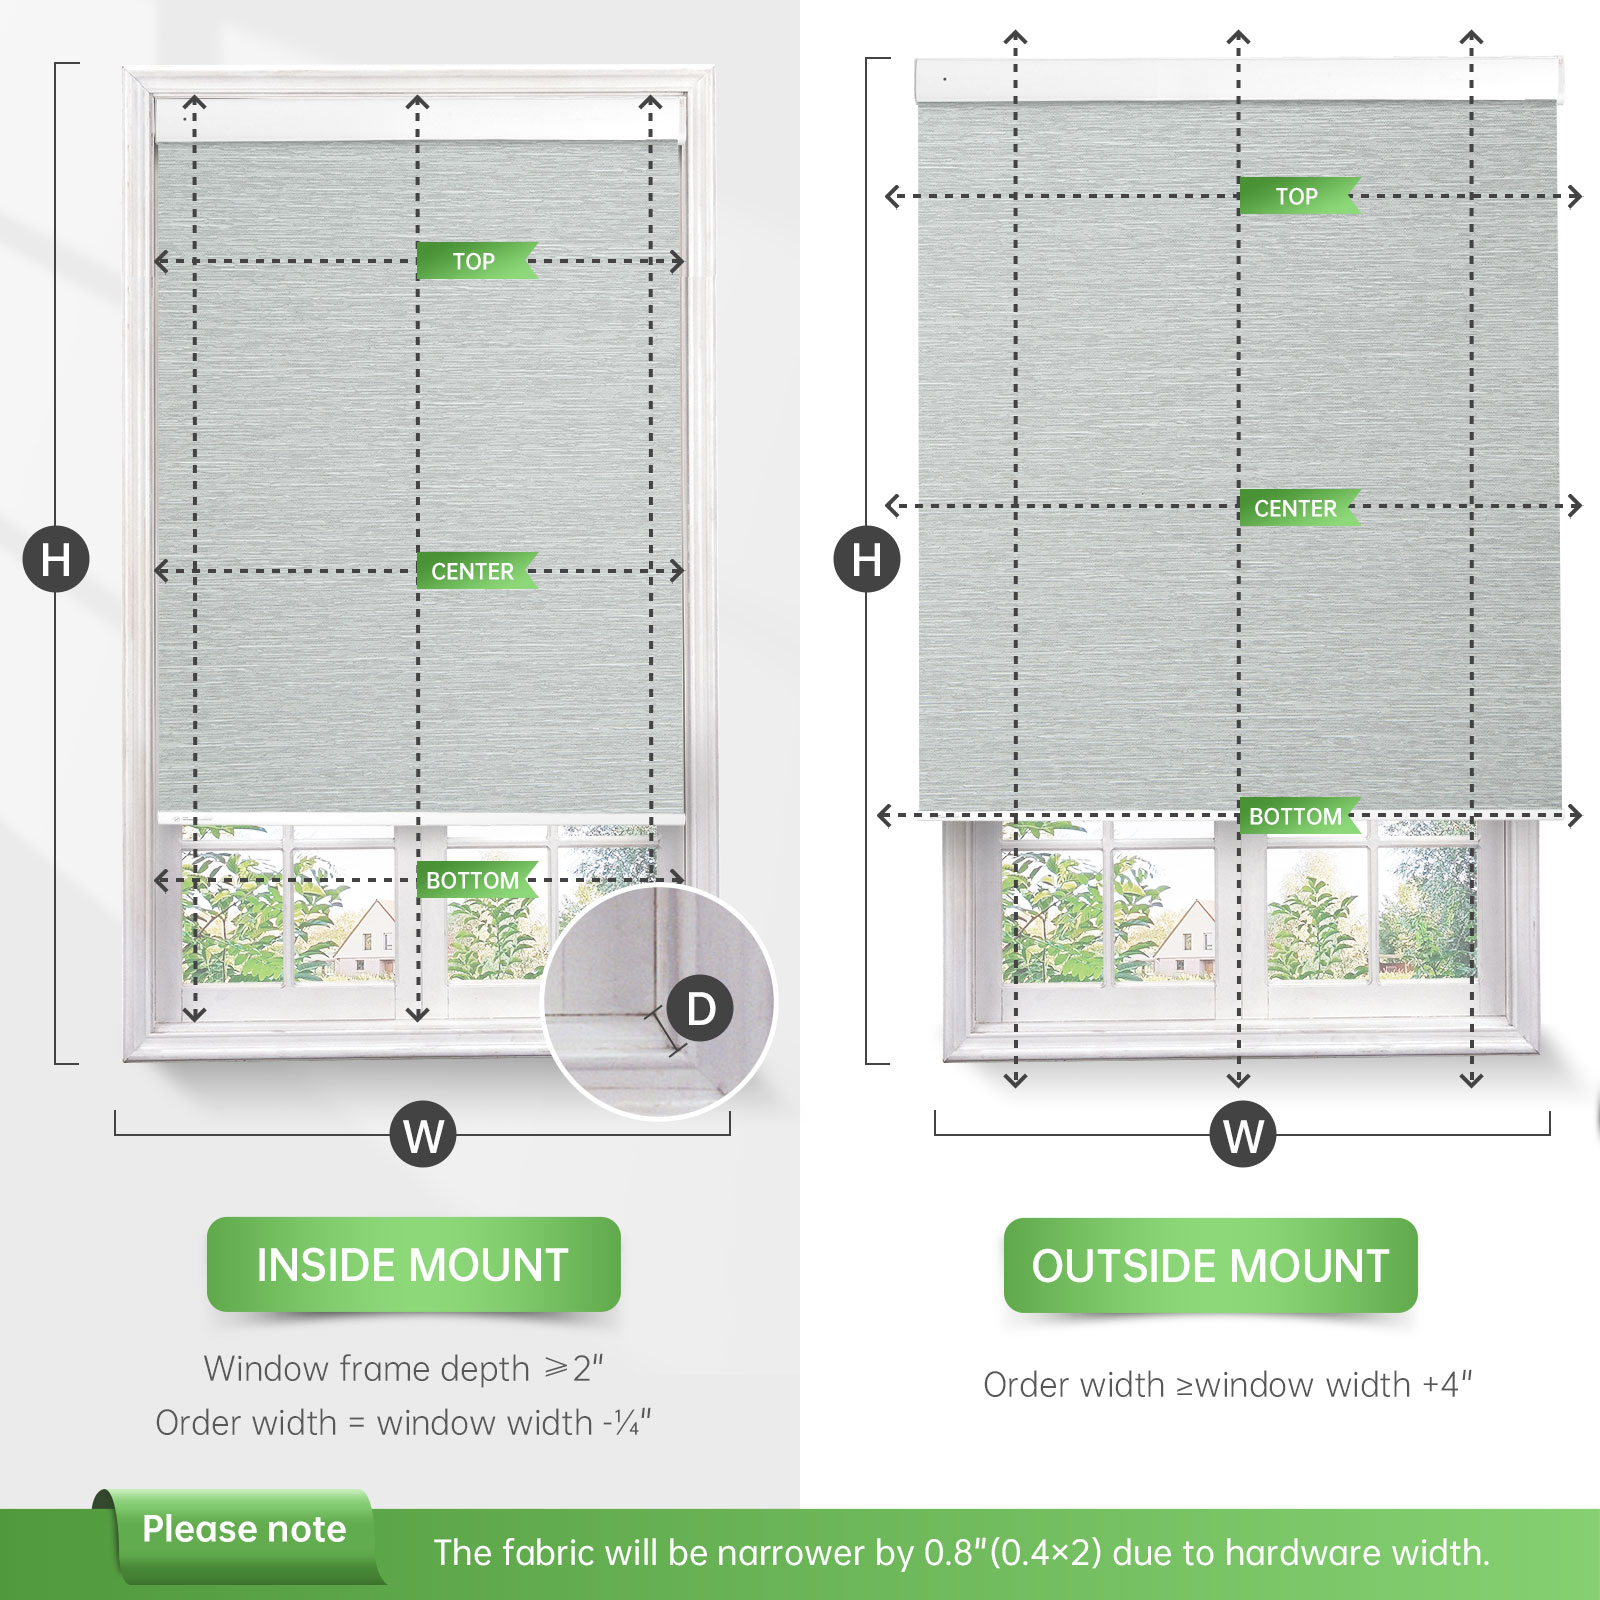 TOP
CENTER
BOTTOM
H
D
W
INSIDE MOUNT
Window frame depth ⩾2"
Order width = window width -¼"
TOP
CENTER
BOTTOM
H
W
OUTSIDE MOUNT
Order width ≥window width +4"
Please note
The fabric will be narrower by 0.8"(0.4×2) due to hardware width.